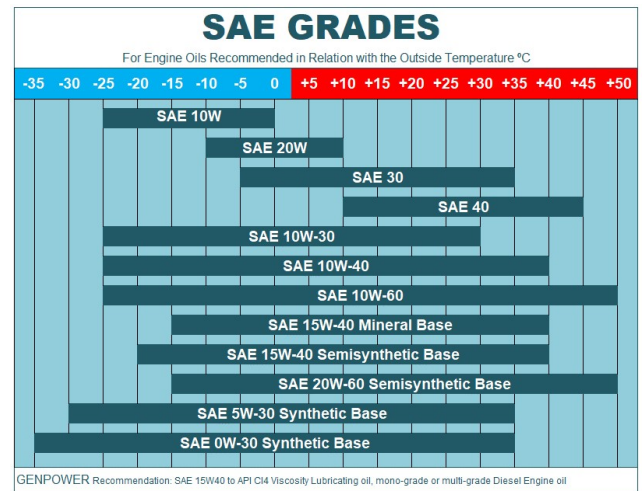 SAE GRADES
For Engine Oils Recommended in Relation with the Outside Temperature ºC
-35 -30 -25 -20 -15 -10 -5 0 +5 +10 +15 +20 +25 +30 +35 +40 +45 +50
SAE 10W
SAE 20W
SAE 30
SAE 40
SAE 10W-30
SAE 10W-40
SAE 10W-60
SAE 15W-40 Mineral Base
SAE 15W-40 Semisynthetic Base
SAE 20W-60 Semisynthetic Base
SAE 5W-30 Synthetic Base
SAE 0W-30 Synthetic Base
GENPOWER Recommendation: SAE 15W40 to API CI4 Viscosity Lubricating oil, mono-grade or multi-grade Diesel Engine oil